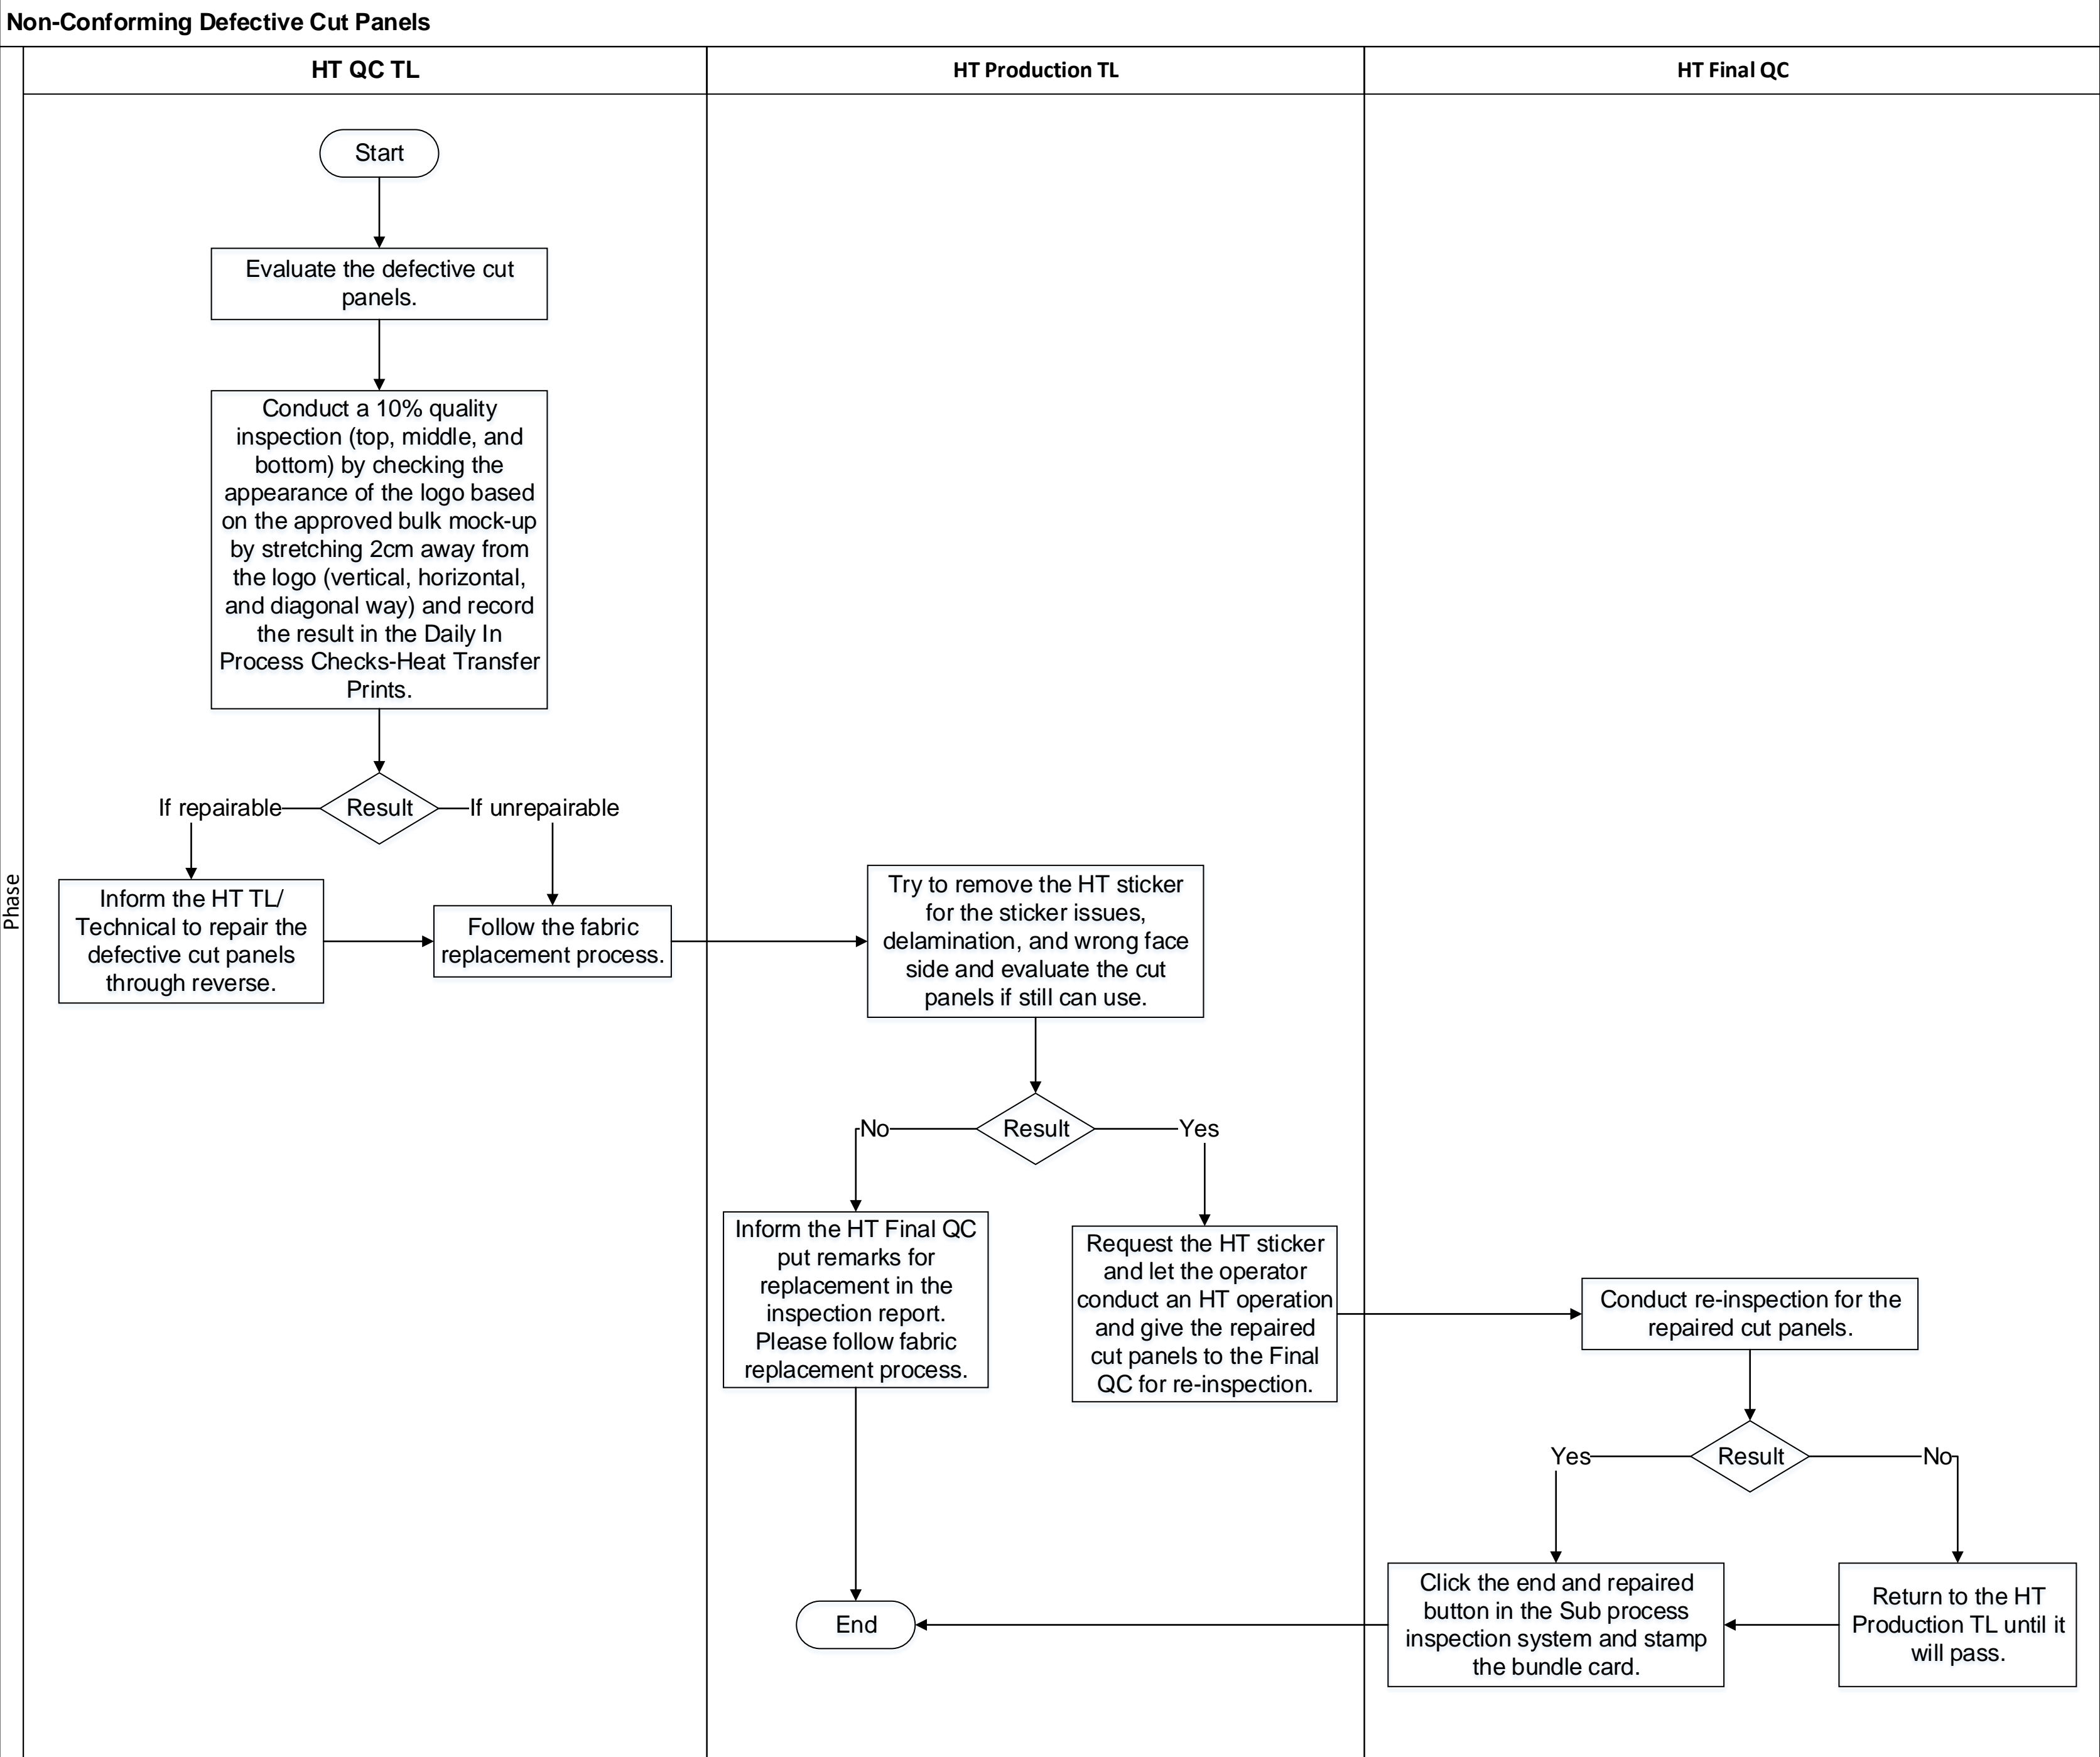 Non-Conforming Defective Cut Panels
HT QC TL
HT Production TL
HT Final QC
Phase
Start
Evaluate the defective cut
panels.
Conduct a 10% quality
inspection (top, middle, and
bottom) by checking the
appearance of the logo based
on the approved bulk mock-up
by stretching 2cm away from
the logo (vertical, horizontal,
and diagonal way) and record
the result in the Daily In
Process Checks-Heat Transfer
Prints.
If repairable
Result
If unrepairable
Inform the HT TL/
Technical to repair the
defective cut panels
through reverse.
Follow the fabric
replacement process.
Try to remove the HT sticker
for the sticker issues,
delamination, and wrong face
side and evaluate the cut
panels if still can use.
No
Result
Yes
Inform the HT Final QC
put remarks for
replacement in the
inspection report.
Please follow fabric
replacement process.
Request the HT sticker
and let the operator
conduct an HT operation
and give the repaired
cut panels to the Final
QC for re-inspection.
Conduct re-inspection for the
repaired cut panels.
Yes
Result
No
Click the end and repaired
button in the Sub process
inspection system and stamp
the bundle card.
Return to the HT
Production TL until it
will pass.
End